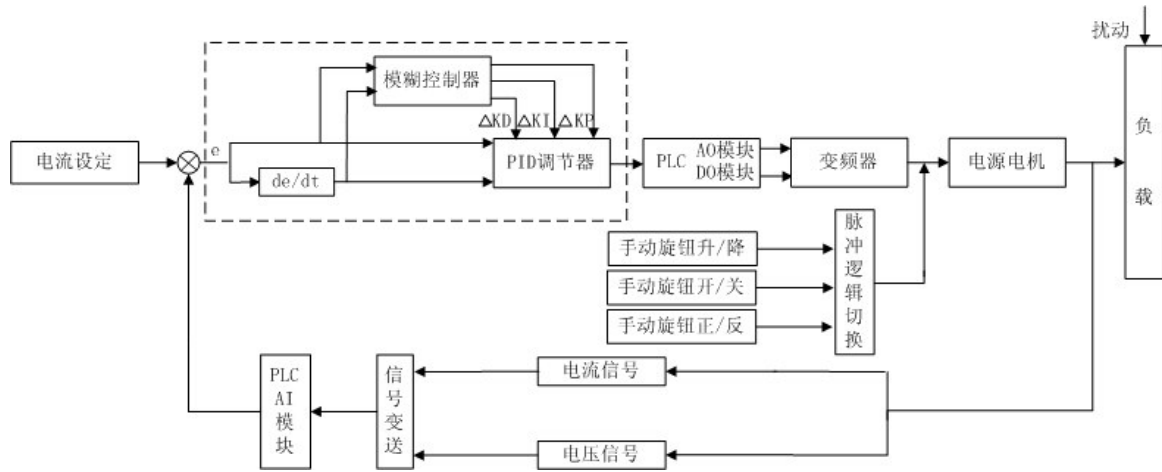 扰动
模糊控制器
△KD
△KI
△KP
e
电流设定
de/dt
PID调节器
PLC
AO模块
DO模块
变频器
电源电机
负载
手动旋钮升/降
手动旋钮开/关
手动旋钮正/反
脉冲逻辑切换
PLC
AI
模
块
信号变送
电流信号
电压信号